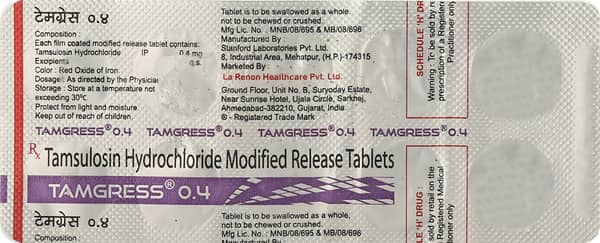 टेमग्रेस ०.४
Composition :
Each film coated modified release tablet contains:
Tamsulosin Hydrochloride IP 0.4 mg
Excipients q.s.
Color : Red Oxide of Iron
Dosage : As directed by the Physician
Storage : Store at a temperature not
exceeding 30°C
Protect from light and moisture.
Keep out of reach of children.
Tablet is to be swallowed as a whole
not to be chewed or crushed.
Mfg Lic. No. : MNB/08/695 & MB/08/696
Manufactured By :
Stanford Laboratories Pvt. Ltd.
8, Industrial Area, Mehatpur, (H.P.)-174315
Marketed By :
La Renon Healthcare Pvt. Ltd.
Ground Floor, Unit No. B, Suryoday Estate,
Near Sunrise Hotel, Ujala Circle, Sarkhej,
Ahmedabad-382210, Gujarat, India
® - Registered Trade Mark
SCHEDULE 'H' DRUG
Warning : To be sold by
prescription of a Registered
Practitioner only
TAMGRESS® 0.4 TAMGRESS® 0.4 TAMGRESS® 0.4 TAMGRESS® 0.4
Rx Tamsulosin Hydrochloride Modified Release Tablets
TAMGRESS® 0.4
टेमग्रेस ०.४
Composition :
Tablet is to be swallowed as a whole
not to be chewed or crushed.
Mfg Lic. No. : MNB/08/695 & MB/08/696
Manufactured By :
'H' DRUG :
sold by retail on the
Registered Medical
only